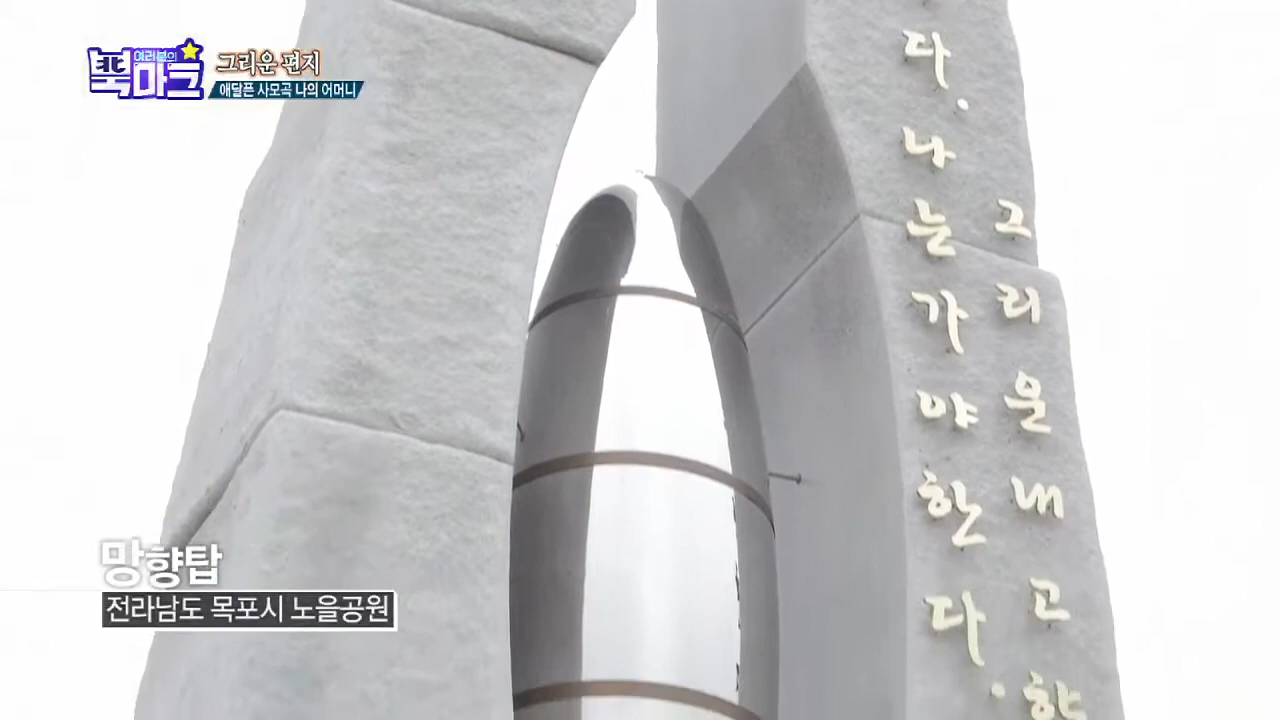 여러분의
북마크
그리운 편지
애달픈 사모곡 나의 어머니
다. 나는 가야 한다.
그리운 내 고향
망향탑
전라남도 목포시 노을공원